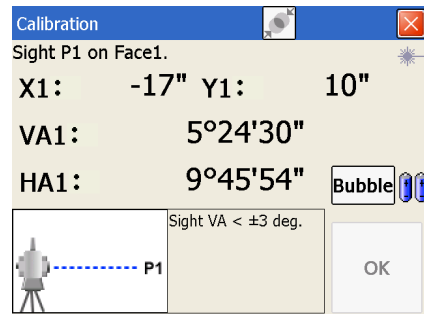 Calibration
Sight P1 on Face1.
X1: -17" Y1: 10"
VA1: 5°24'30"
HA1: 9°45'54"
Bubble
Sight VA < ±3 deg.
P1
OK